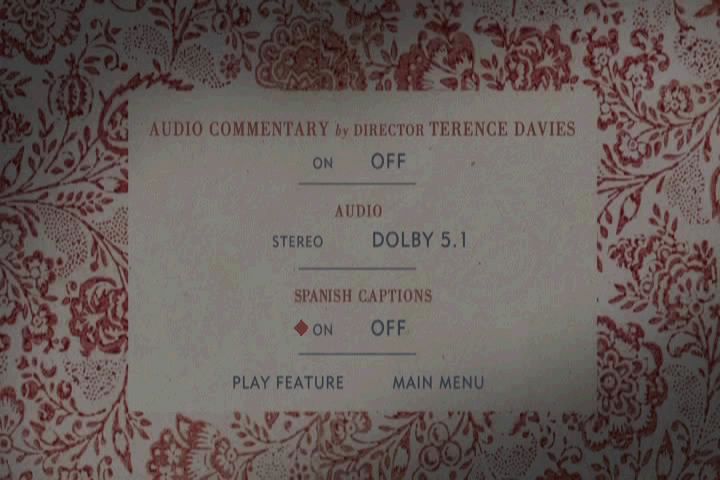 AUDIO COMMENTARY by DIRECTOR TERENCE DAVIES
ON OFF
AUDIO
STEREO DOLBY 5.1
SPANISH CAPTIONS
ON OFF
PLAY FEATURE MAIN MENU